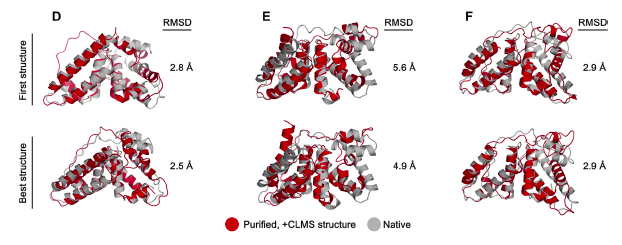 D
RMSD
E
RMSD
F
RMSD
First structure
2.8 Å
5.6 Å
2.9 Å
Best structure
2.5 Å
4.9 Å
2.9 Å
Purified, +CLMS structure
Native